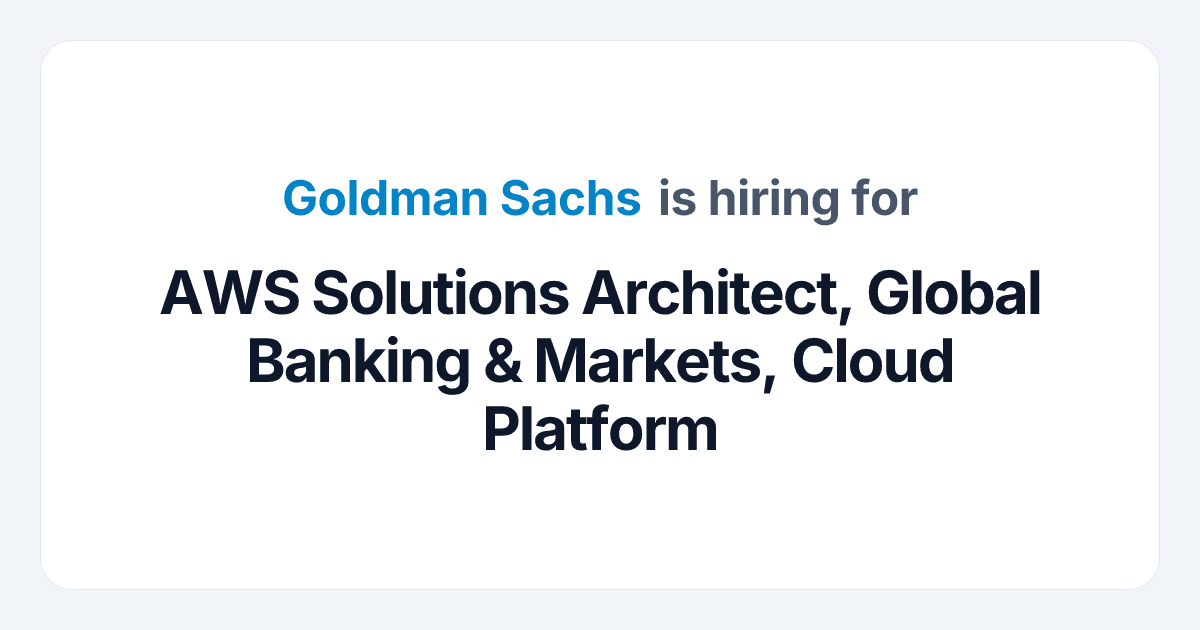 Goldman Sachs is hiring for
AWS Solutions Architect, Global
Banking & Markets, Cloud
Platform